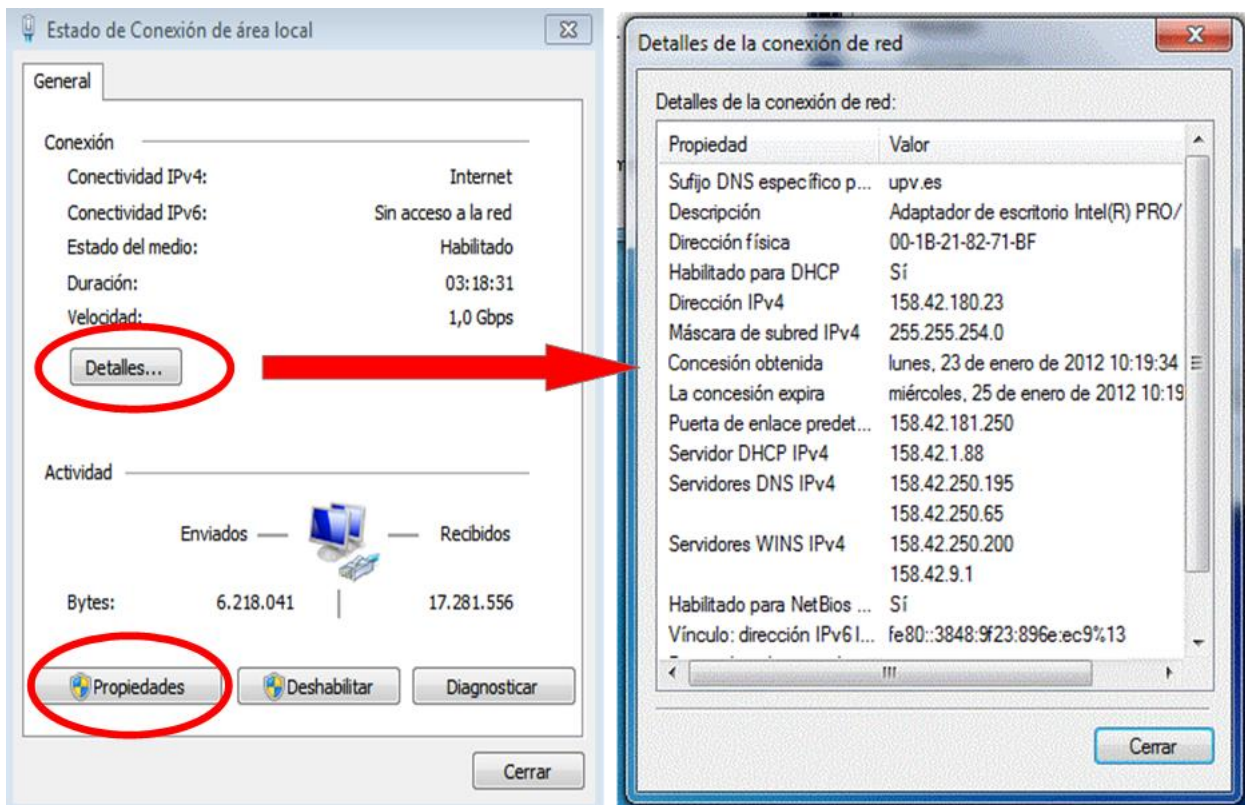 Estado de Conexión de área local
General
Conexión
Conectividad IPv4: Internet
Conectividad IPv6: Sin acceso a la red
Estado del medio: Habilitado
Duración: 03:18:31
Velocidad: 1,0 Gbps
Detalles...
Actividad
Enviados Recibidos
Bytes: 6.218.041 17.281.556
Propiedades Deshabilitar Diagnosticar
Cerrar
Detalles de la conexión de red
Detalles de la conexión de red:
Propiedad Valor
Sufijo DNS específico p... upv.es
Descripción Adaptador de escritorio Intel(R) PRO/
Dirección física 00-1B-21-82-71-BF
Habilitado para DHCP Sí
Dirección IPv4 158.42.180.23
Máscara de subred IPv4 255.255.254.0
Concesión obtenida lunes, 23 de enero de 2012 10:19:34
La concesión expira miércoles, 25 de enero de 2012 10:19
Puerta de enlace predet... 158.42.181.250
Servidor DHCP IPv4 158.42.1.88
Servidores DNS IPv4 158.42.250.195
158.42.250.65
Servidores WINS IPv4 158.42.250.200
158.42.9.1
Habilitado para NetBios ... Sí
Vínculo: dirección IPv6 l... fe80::3848:9f23:896e:ec9%13
Cerrar